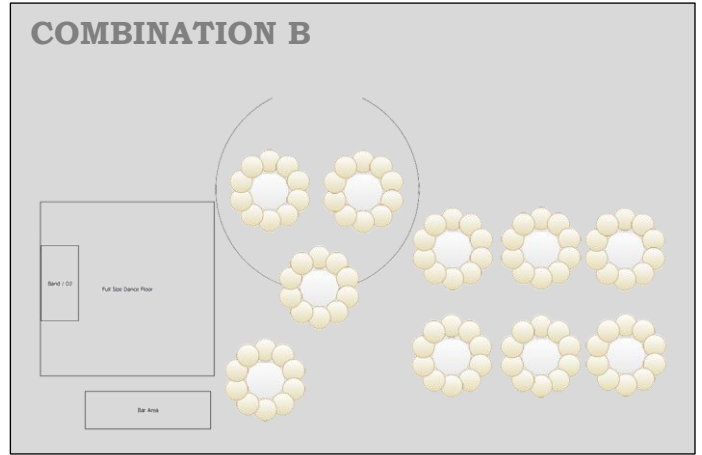 COMBINATION B
Band / DJ
Full Size Dance Floor
Bar Area